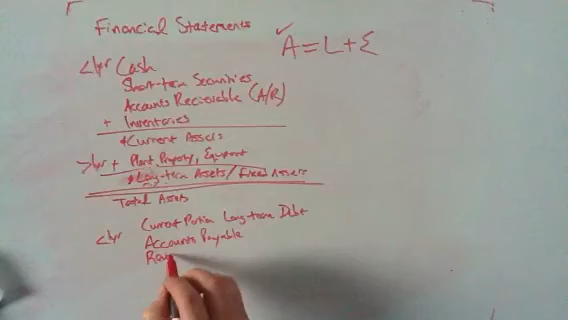 Financial Statements
A = L + E
<1yr Cash
Short-term Securities
Accounts Recievable (A/R)
+ Inventories
*Current Assets
>1yr + Plant, Property, Equipment
*Long-term Assets/Fixed Assets
Total Assets
Current Portion Long-term Debt
<1yr Accounts Payable